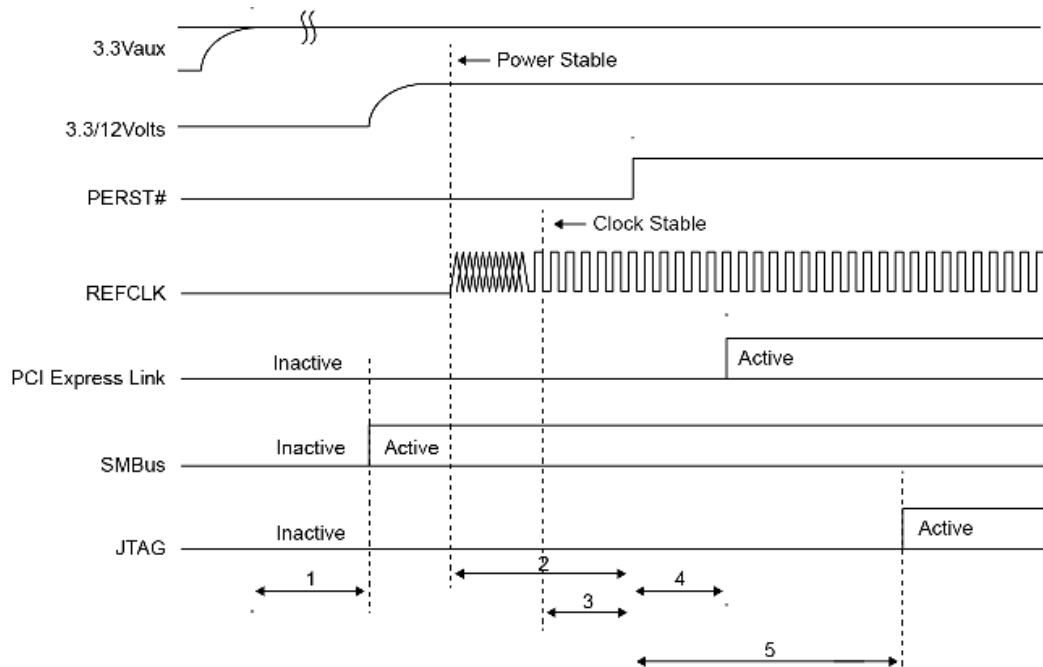 3.3Vaux
← Power Stable
3.3/12Volts
PERST#
← Clock Stable
REFCLK
Inactive
Active
PCI Express Link
Inactive
Active
SMBus
Inactive
Active
JTAG
1
2
4
3
5